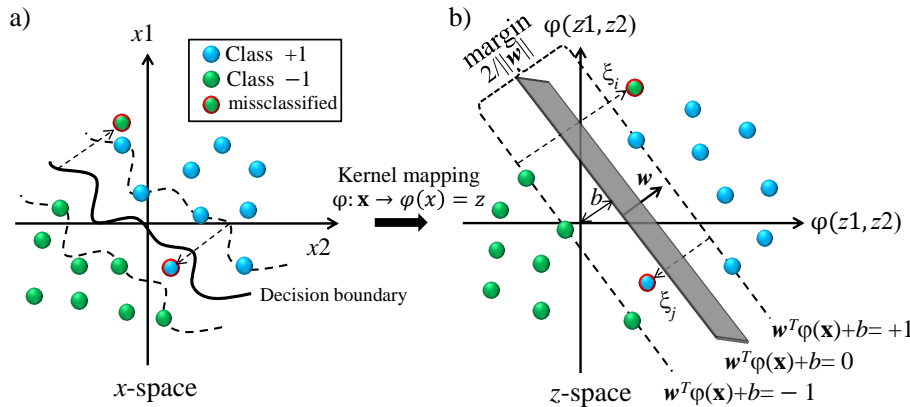 a)
x1
Class +1
Class −1
missclassified
x2
Decision boundary
x-space
Kernel mapping
φ: x → φ(x) = z
b)
φ(z1, z2)
margin
2/||w||
ξi
w
b
φ(z1, z2)
ξj
wᵀφ(x)+b= +1
wᵀφ(x)+b= 0
wᵀφ(x)+b= − 1
z-space